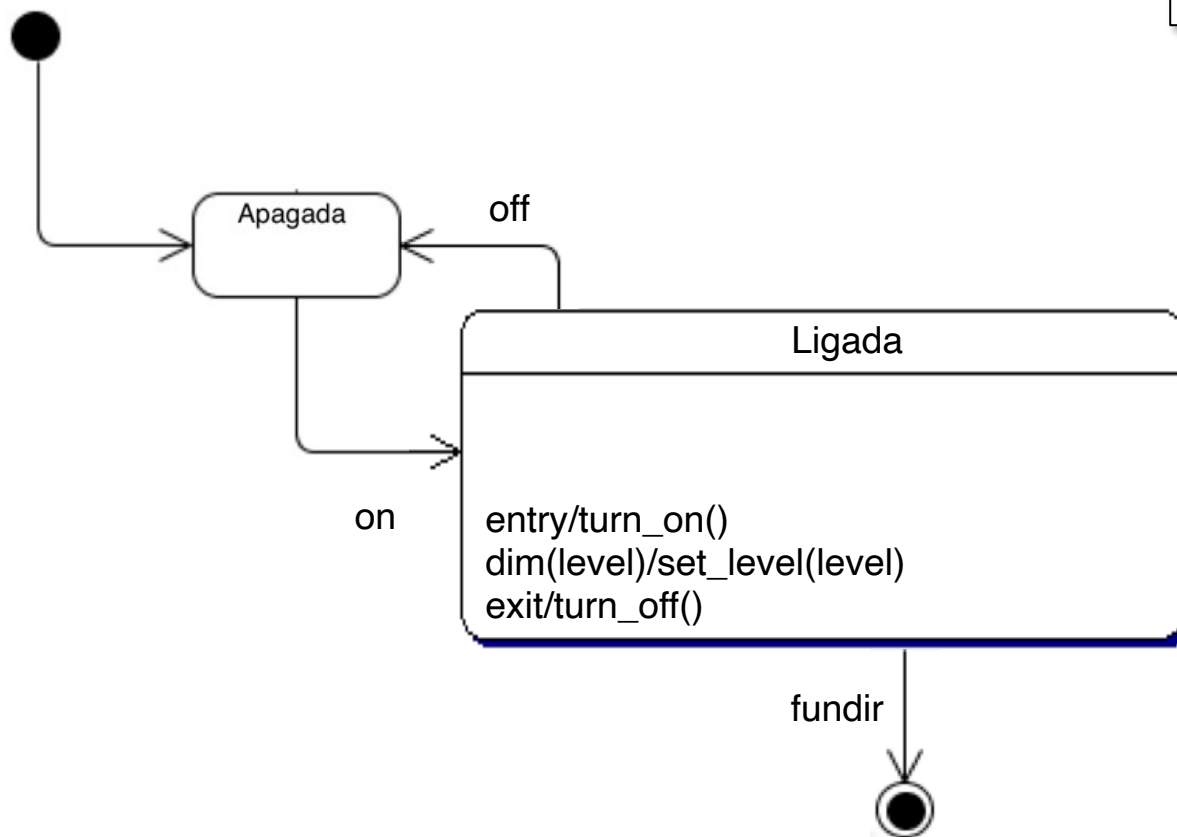 Apagada
off
Ligada
on
entry/turn_on()
dim(level)/set_level(level)
exit/turn_off()
fundir